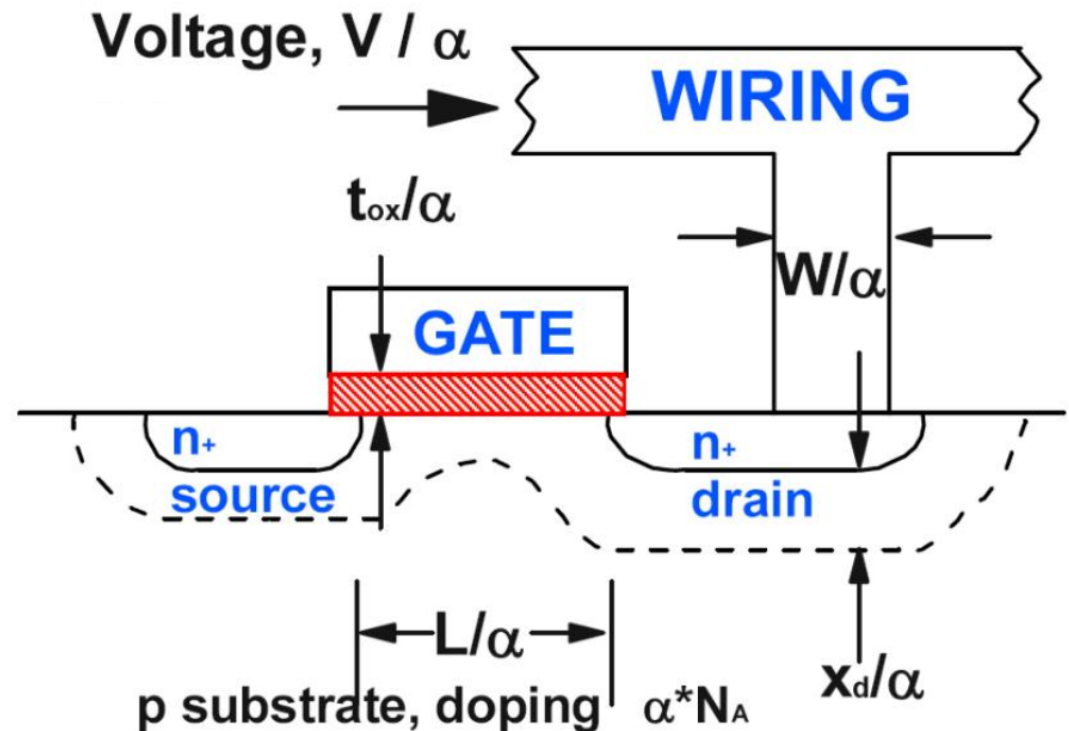 Voltage, V / α
WIRING
tox/α
W/α
GATE
n+
source
n+
drain
L/α
xd/α
p substrate, doping α*NA